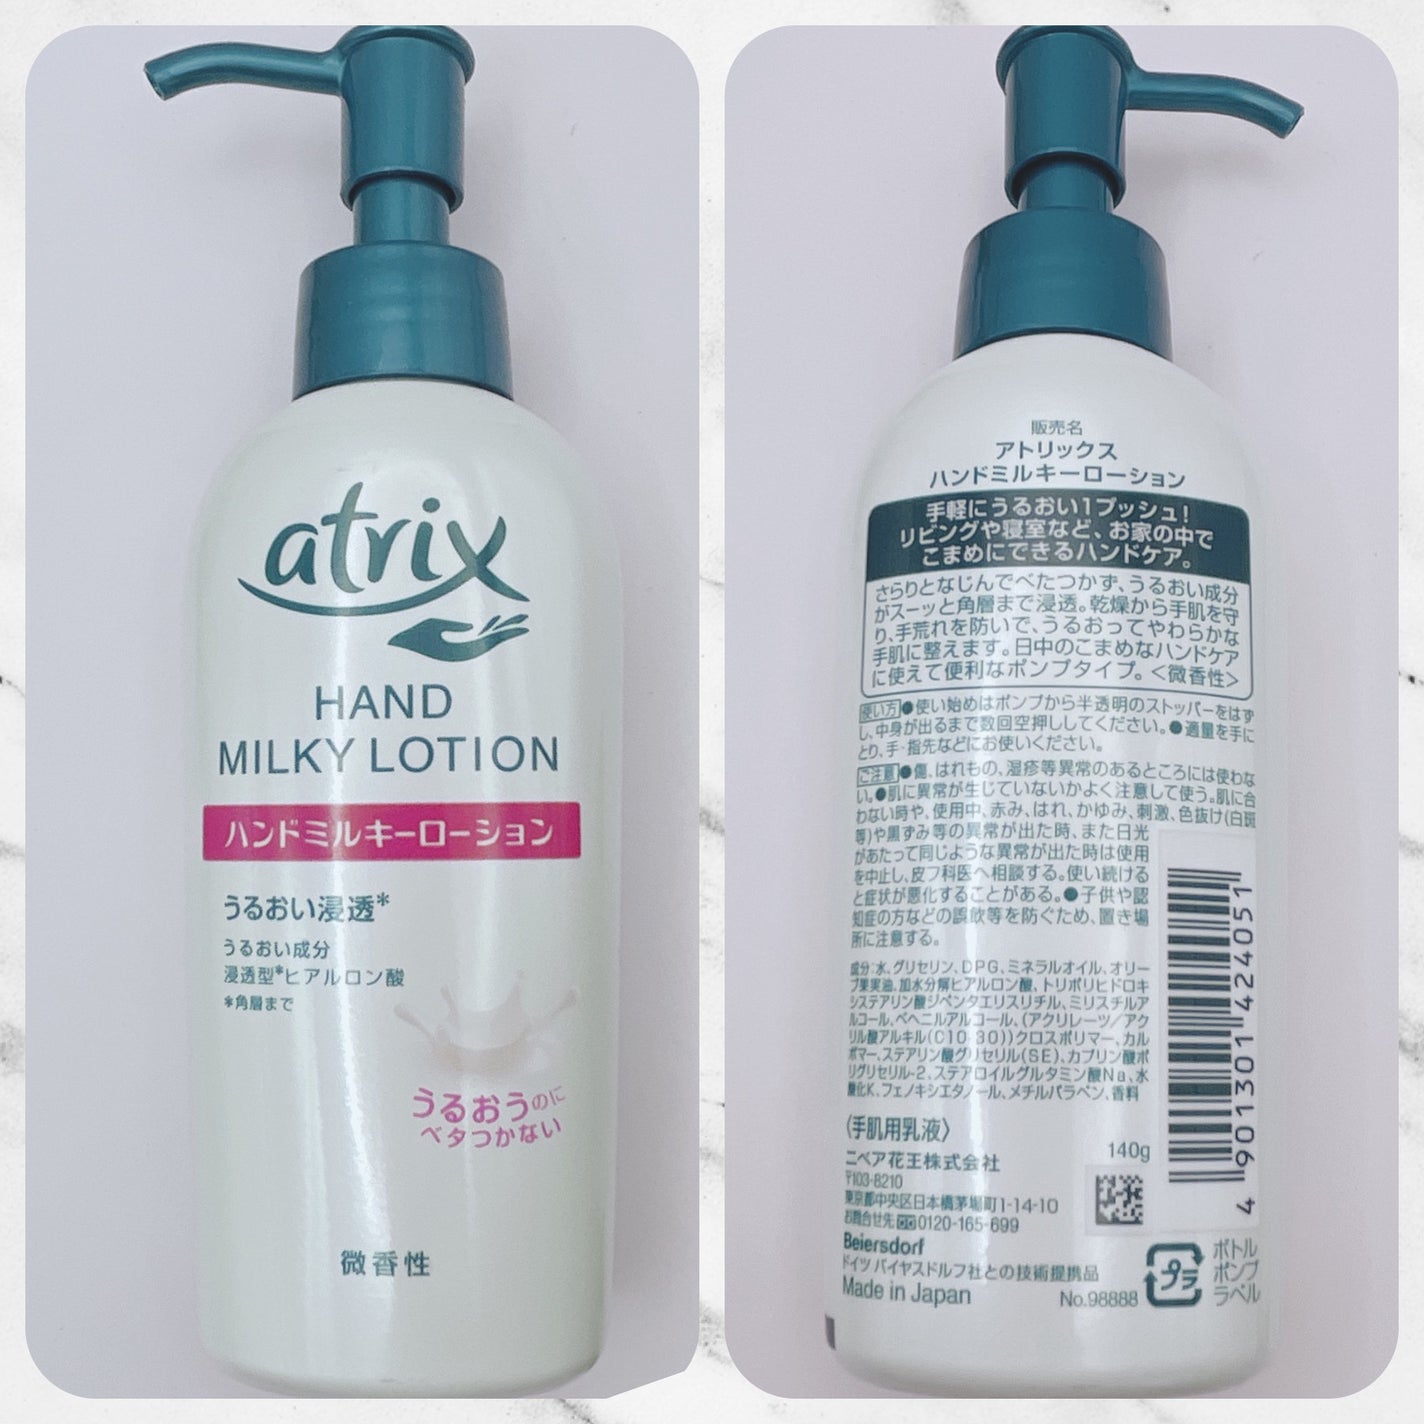 atrix
HAND
MILKY LOTION
ハンドミルキーローション
うるおい浸透*
うるおい成分
浸透型*ヒアルロン酸
*角層まで
うるおうのに
ベタつかない
微香性
販売名
アトリックス
ハンドミルキーローション
手軽にうるおい1プッシュ!
リビングや寝室など、お家の中で
こまめにできるハンドケア。
さらりとなじんでべたつかず、うるおい成分
がスーッと角層まで浸透。乾燥から手肌を守
り、手荒れを防いで、うるおってやわらかな
手肌に整えます。日中のこまめなハンドケア
に使えて便利なポンプタイプ。<微香性>
使い方●使い始めはポンプから半透明のストッパーをはず
し、中身が出るまで数回空押ししてください。●適量を手に
とり、手・指先などにお使いください。
ご注意●傷、はれもの、湿疹等異常のあるところには使わな
い。●肌に異常が生じていないかよく注意して使う。肌に合
わない時や、使用中、赤み、はれ、かゆみ、刺激、色抜け(白斑
等)や黒ずみ等の異常が出た時、また日光
があたって同じような異常が出た時は使用
を中止し、皮フ科医へ相談する。使い続ける
と症状が悪化することがある。●子供や認
知症の方などの誤飲等を防ぐため、置き場
所に注意する。
成分:水、グリセリン、DPG、ミネラルオイル、オリー
ブ果実油、加水分解ヒアルロン酸、トリポリヒドロキ
システアリン酸ジペンタエリスリチル、ミリスチルア
ルコール、ベヘニルアルコール、(アクリレーツ/アク
リル酸アルキル(C10-30))クロスポリマー、カル
ボマー、ステアリン酸グリセリル(SE)、カプリン酸ポ
リグリセリル-2、ステアロイルグルタミン酸Na、水
酸化K、フェノキシエタノール、メチルパラベン、香料
〈手肌用乳液〉
140g
ニベア花王株式会社
〒103-8210
東京都中央区日本橋茅場町1-14-10
お問合せ先 0120-165-699
Beiersdorf
ドイツ バイヤスドルフ社との技術提携品
Made in Japan
No.98888
4 901301 424051
プラ
ボトル
ポンプ
ラベル